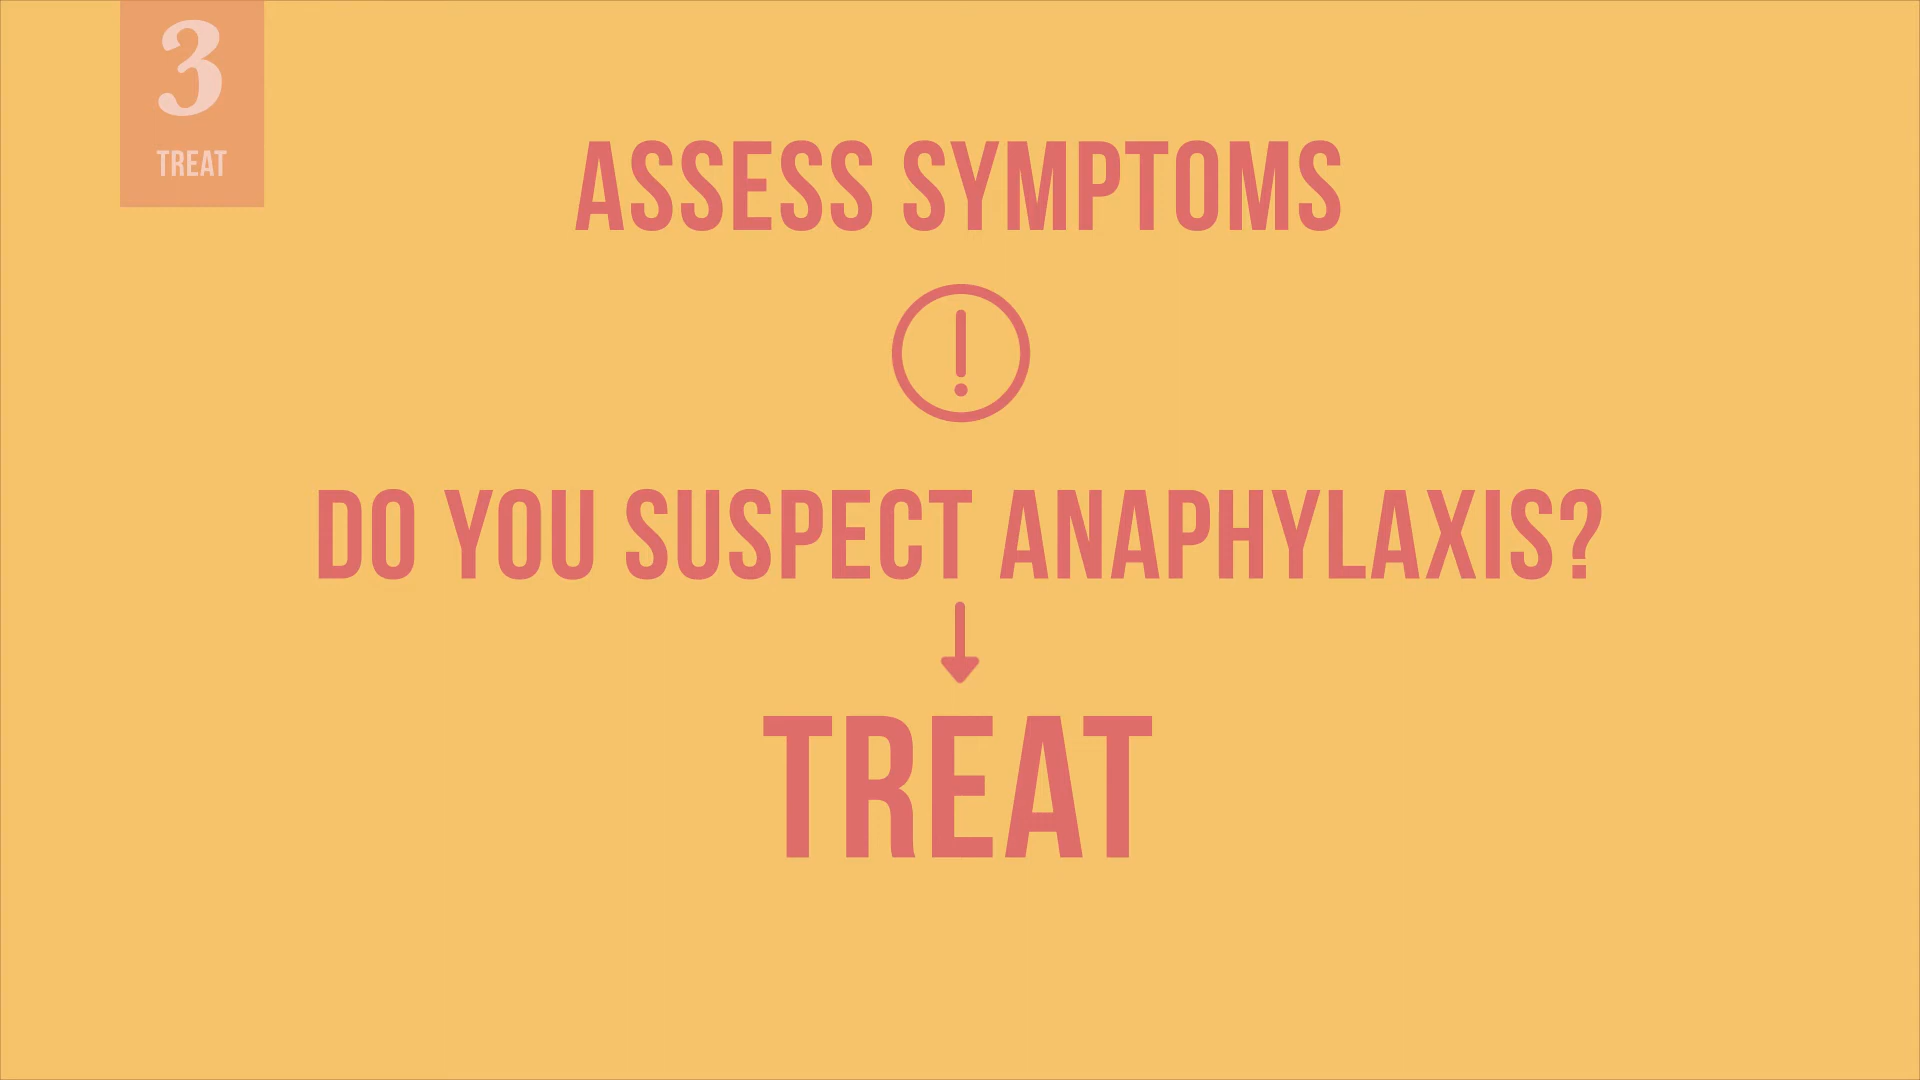 3
TREAT
ASSESS SYMPTOMS
!
DO YOU SUSPECT ANAPHYLAXIS?
TREAT